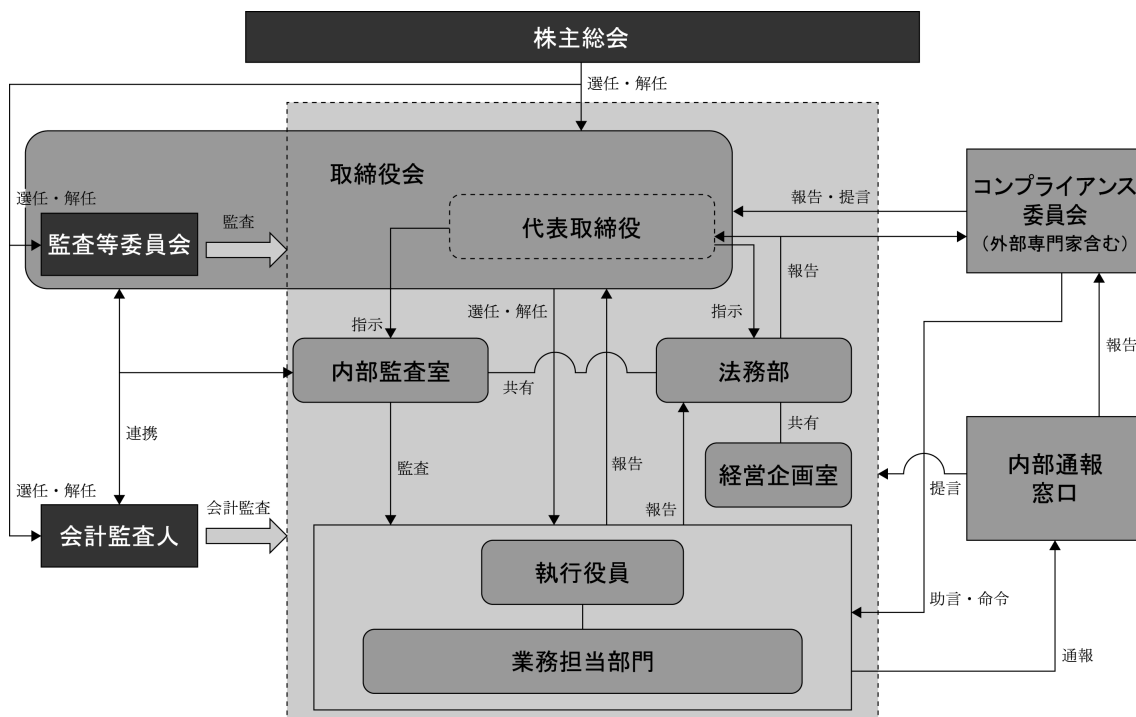 株主総会
選任・解任
取締役会
コンプライアンス
委員会
(外部専門家含む)
選任・解任
監査等委員会
監査
代表取締役
報告・提言
報告
指示
選任・解任
指示
内部監査室
共有
法務部
報告
連携
監査
報告
共有
経営企画室
内部通報
窓口
提言
選任・解任
会計監査人
会計監査
報告
執行役員
助言・命令
業務担当部門
通報